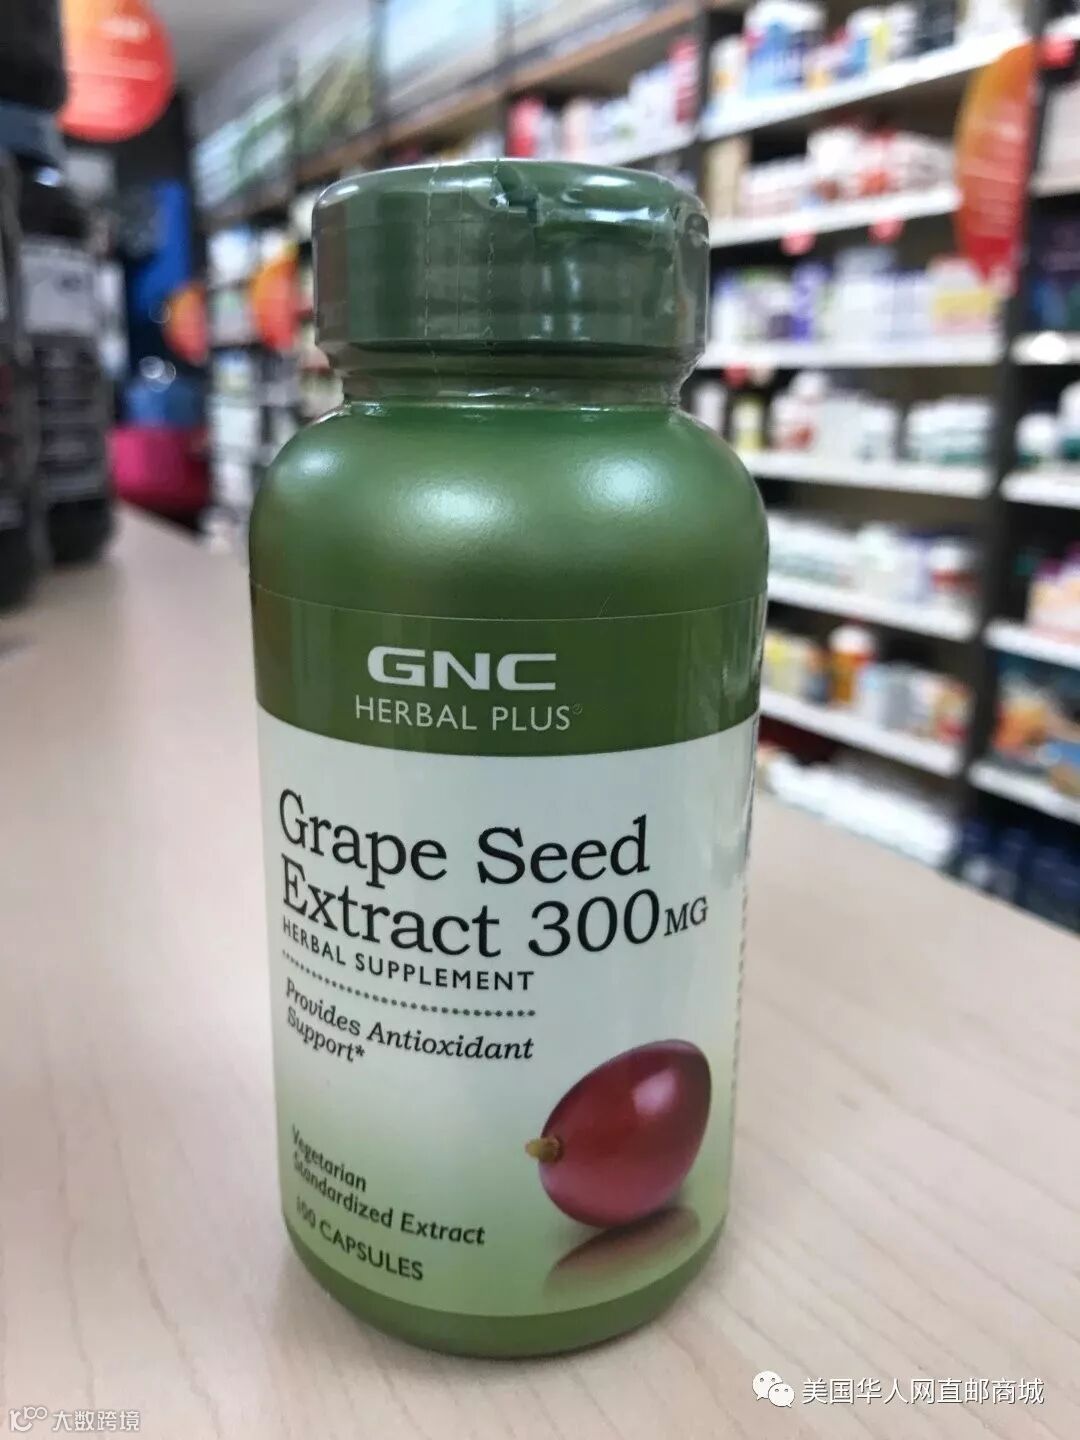 GNC
HERBAL PLUS®
Grape Seed
Extract 300MG
HERBAL SUPPLEMENT
Provides Antioxidant
Support*
Vegetarian
Standardized Extract
100 CAPSULES
美国华人网直邮商城
大数跨境